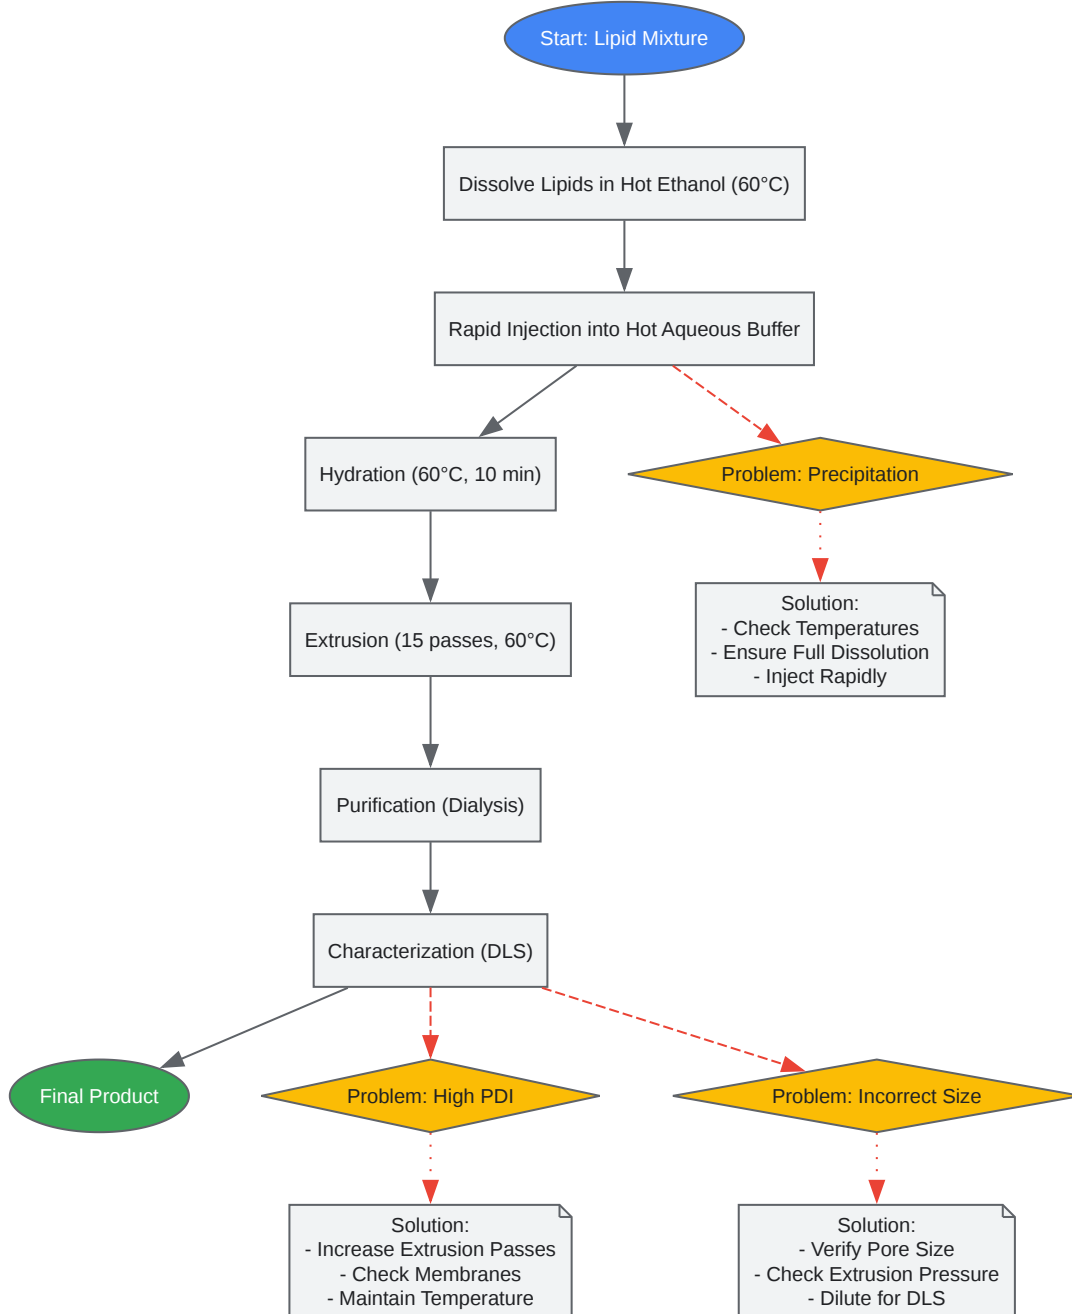 Start: Lipid Mixture
Dissolve Lipids in Hot Ethanol (60°C)
Rapid Injection into Hot Aqueous Buffer
Hydration (60°C, 10 min)
Problem: Precipitation
Solution:
- Check Temperatures
- Ensure Full Dissolution
- Inject Rapidly
Extrusion (15 passes, 60°C)
Purification (Dialysis)
Characterization (DLS)
Final Product
Problem: High PDI
Problem: Incorrect Size
Solution:
- Increase Extrusion Passes
- Check Membranes
- Maintain Temperature
Solution:
- Verify Pore Size
- Check Extrusion Pressure
- Dilute for DLS